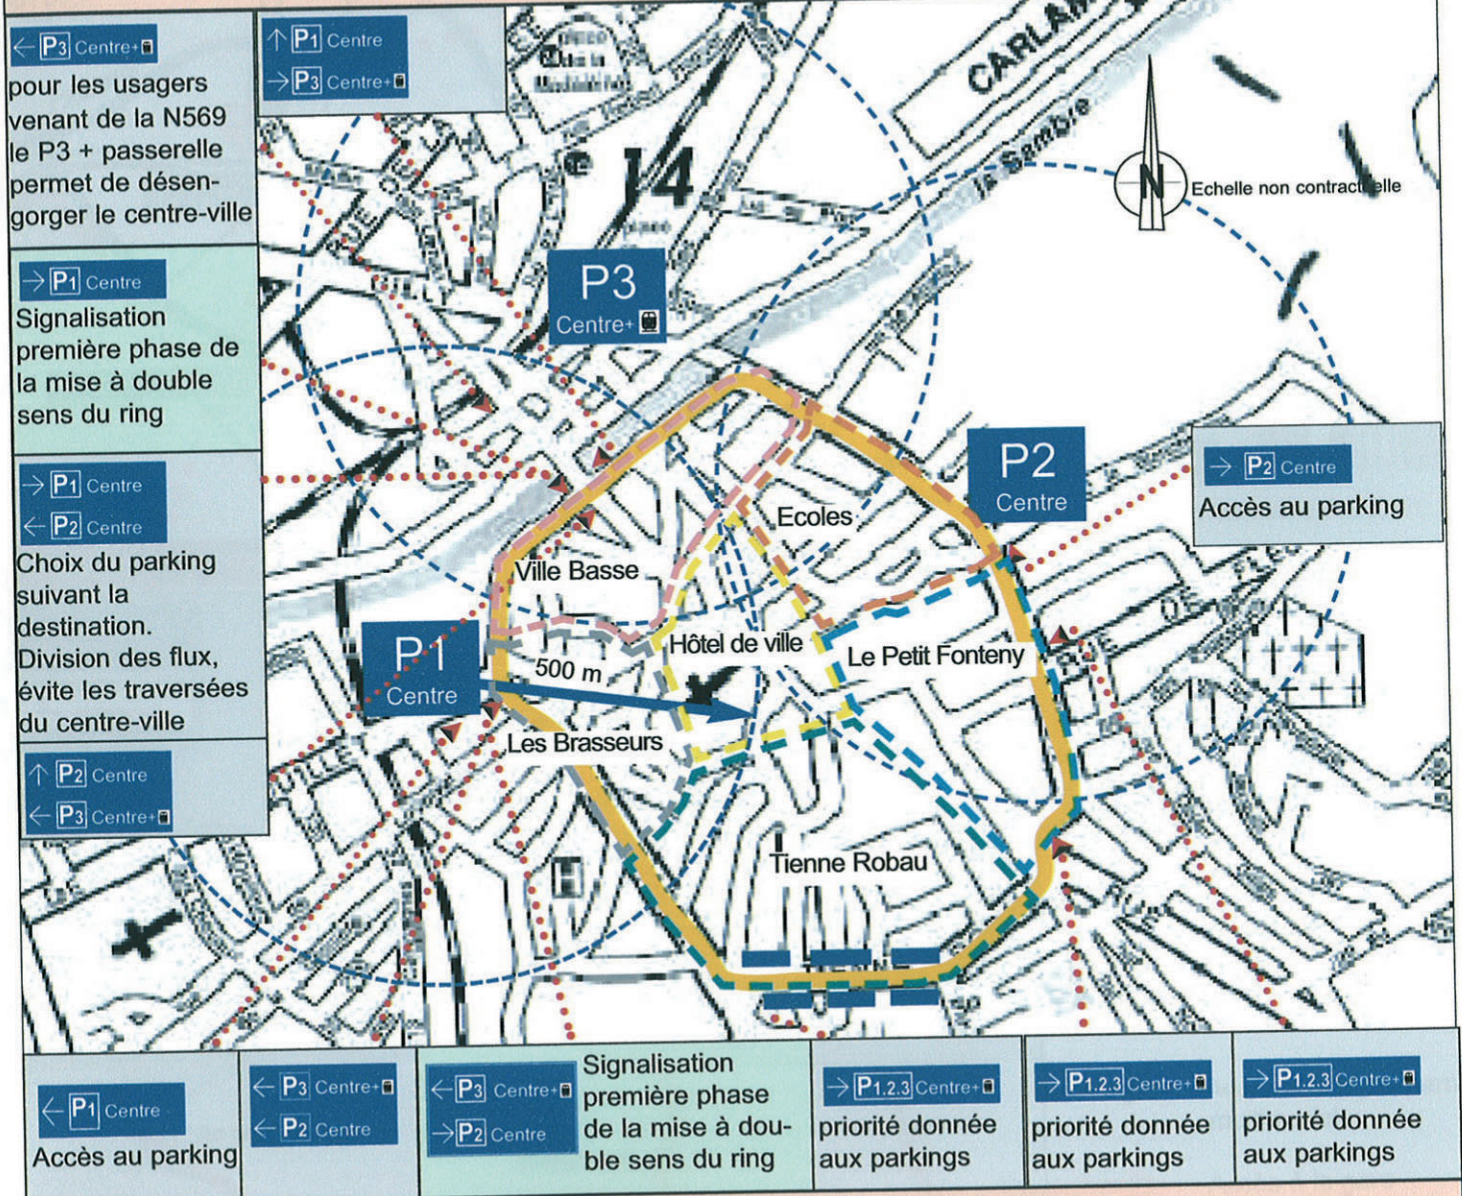 ← P3 Centre+
pour les usagers
venant de la N569
le P3 + passerelle
permet de désen-
gorger le centre-ville
↑ P1 Centre
→ P3 Centre+
→ P1 Centre
Signalisation
première phase de
la mise à double
sens du ring
→ P1 Centre
← P2 Centre
Choix du parking
suivant la
destination.
Division des flux,
évite les traversées
du centre-ville
↑ P2 Centre
← P3 Centre+
14
CARLAM
la Sambre
N
Echelle non contractuelle
P3
Centre+
P2
Centre
→ P2 Centre
Accès au parking
Ecoles
Ville Basse
P1
Centre
500 m
Hôtel de ville
Le Petit Fonteny
Les Brasseurs
Tienne Robau
H
← P1 Centre
Accès au parking
← P3 Centre+
← P2 Centre
← P3 Centre+
→ P2 Centre
Signalisation
première phase
de la mise à dou-
ble sens du ring
→ P1.2.3 Centre+
priorité donnée
aux parkings
→ P1.2.3 Centre+
priorité donnée
aux parkings
→ P1.2.3 Centre+
priorité donnée
aux parkings